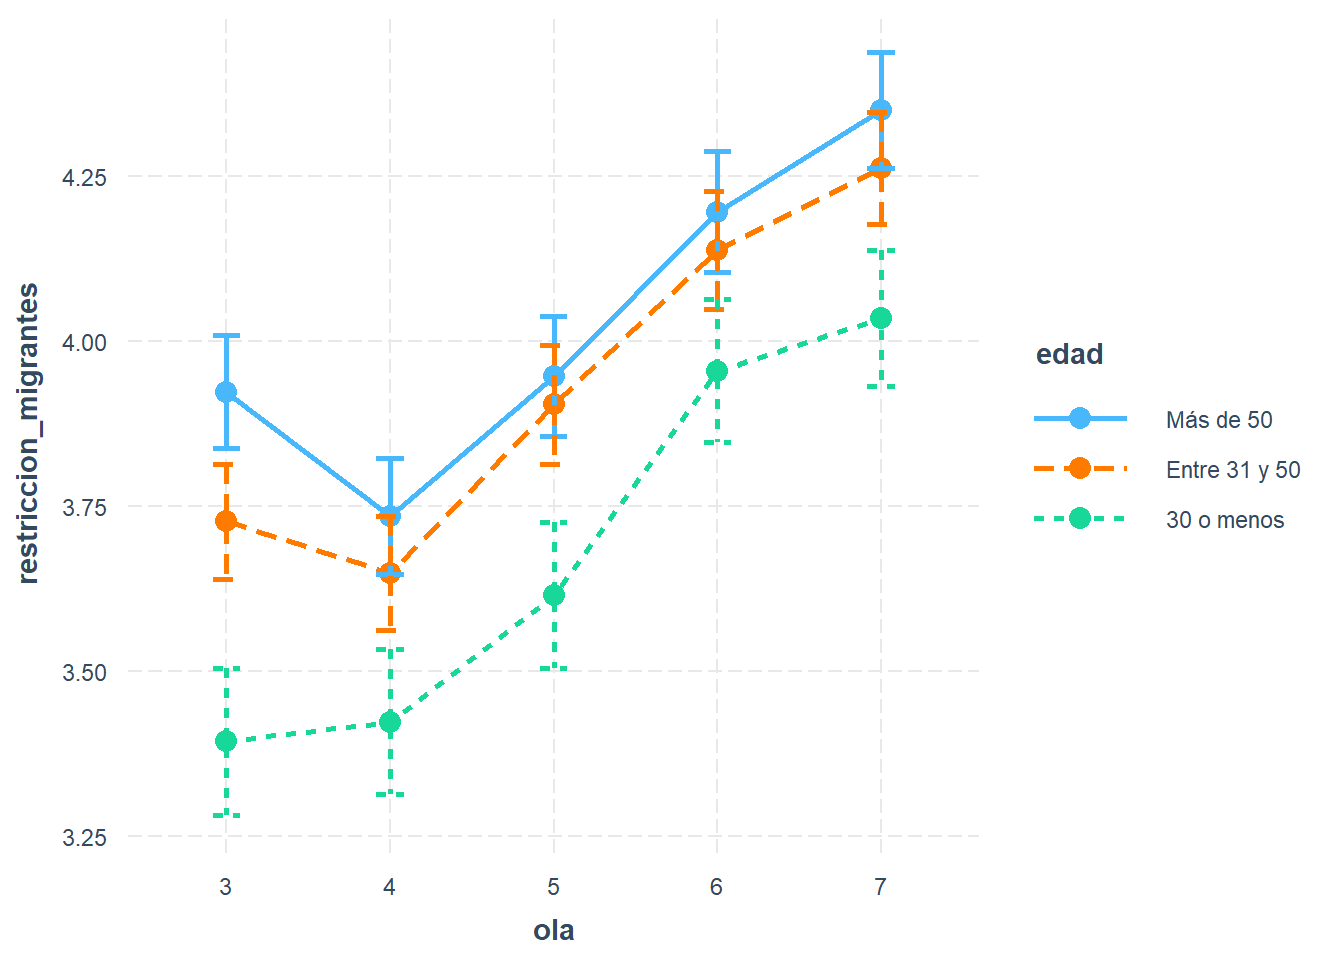 restriccion_migrantes
4.25
4.00
3.75
3.50
3.25
3 4 5 6 7
ola
edad
Más de 50
Entre 31 y 50
30 o menos